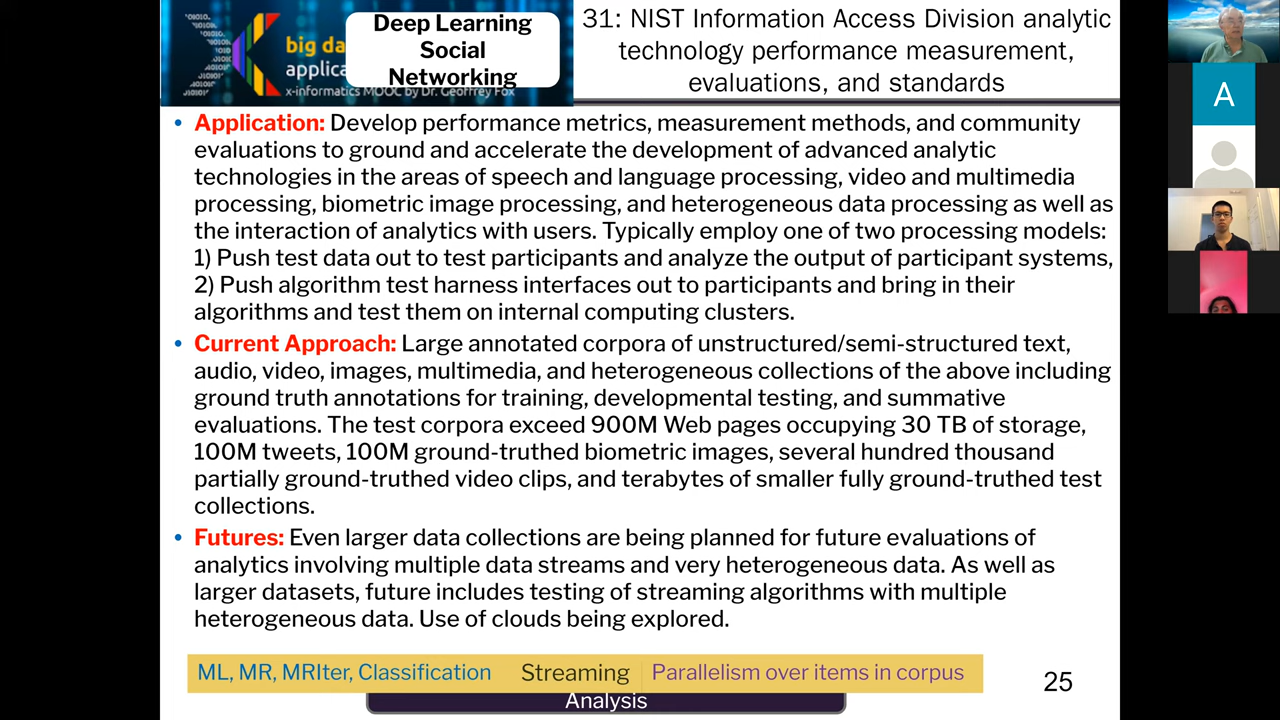 big da
applica
x-informatics MOOC by Dr. Geoffrey Fox
Deep Learning
Social
Networking
31: NIST Information Access Division analytic
technology performance measurement,
evaluations, and standards
• Application: Develop performance metrics, measurement methods, and community
evaluations to ground and accelerate the development of advanced analytic
technologies in the areas of speech and language processing, video and multimedia
processing, biometric image processing, and heterogeneous data processing as well as
the interaction of analytics with users. Typically employ one of two processing models:
1) Push test data out to test participants and analyze the output of participant systems,
2) Push algorithm test harness interfaces out to participants and bring in their
algorithms and test them on internal computing clusters.
• Current Approach: Large annotated corpora of unstructured/semi-structured text,
audio, video, images, multimedia, and heterogeneous collections of the above including
ground truth annotations for training, developmental testing, and summative
evaluations. The test corpora exceed 900M Web pages occupying 30 TB of storage,
100M tweets, 100M ground-truthed biometric images, several hundred thousand
partially ground-truthed video clips, and terabytes of smaller fully ground-truthed test
collections.
• Futures: Even larger data collections are being planned for future evaluations of
analytics involving multiple data streams and very heterogeneous data. As well as
larger datasets, future includes testing of streaming algorithms with multiple
heterogeneous data. Use of clouds being explored.
ML, MR, MRIter, Classification Streaming Parallelism over items in corpus
Analysis
25
A